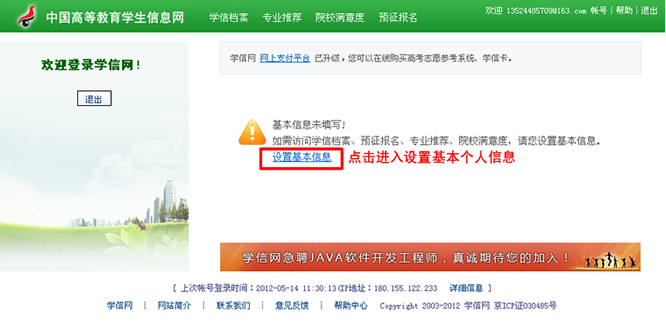 中国高等教育学生信息网 学信档案 专业推荐 院校满意度 预征报名 欢迎 13524485709@163.com 帐号 | 帮助 | 退出
欢迎登录学信网！
退出
学信网 网上支付平台 已升级，您可以在线购买高考志愿参考系统、学信卡。
基本信息未填写！
如需访问学信档案、预征报名、专业推荐、院校满意度，请您设置基本信息。
设置基本信息 点击进入设置基本个人信息
学信网急聘JAVA软件开发工程师，真诚期待您的加入！
[ 上次帐号登录时间：2012-05-14 11:30:13(IP地址：180.155.122.233 详细信息 ]
学信网 | 网站简介 | 联系我们 | 意见反馈 | 帮助中心 Copyright 2003-2012 学信网 京ICP证030485号